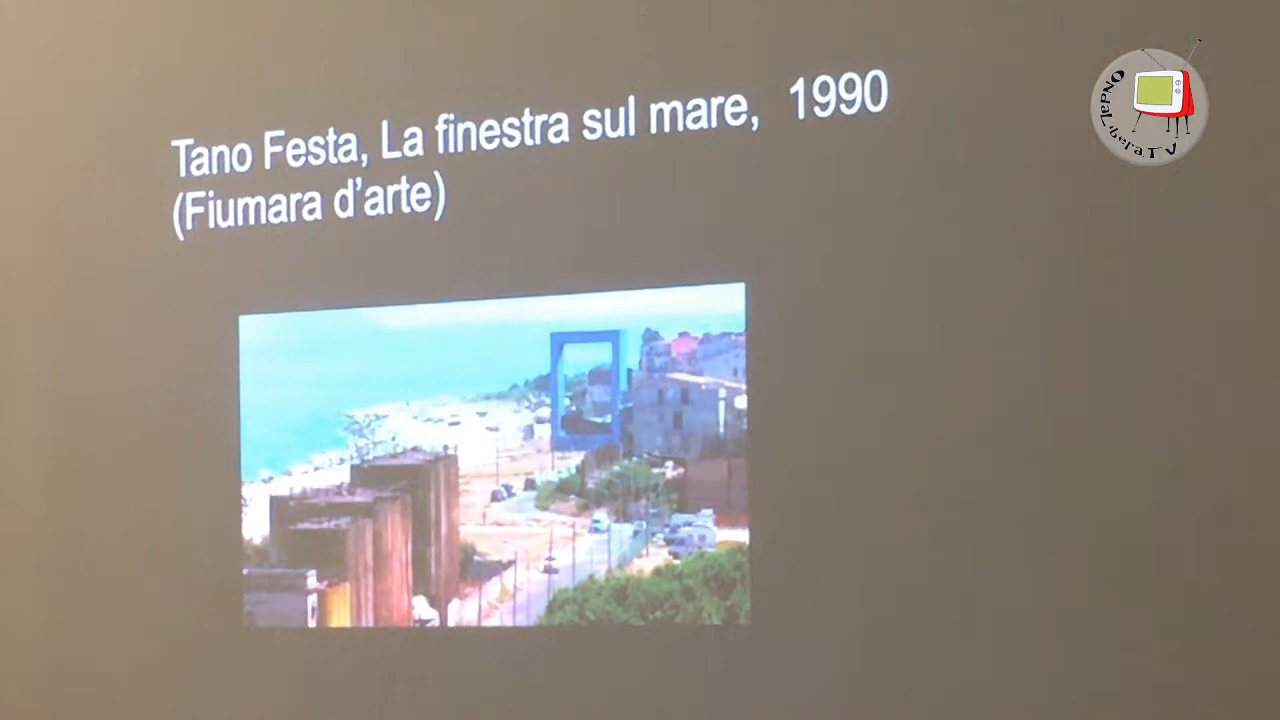 Tano Festa, La finestra sul mare, 1990
(Fiumara d'arte)
OndaLiberaTV